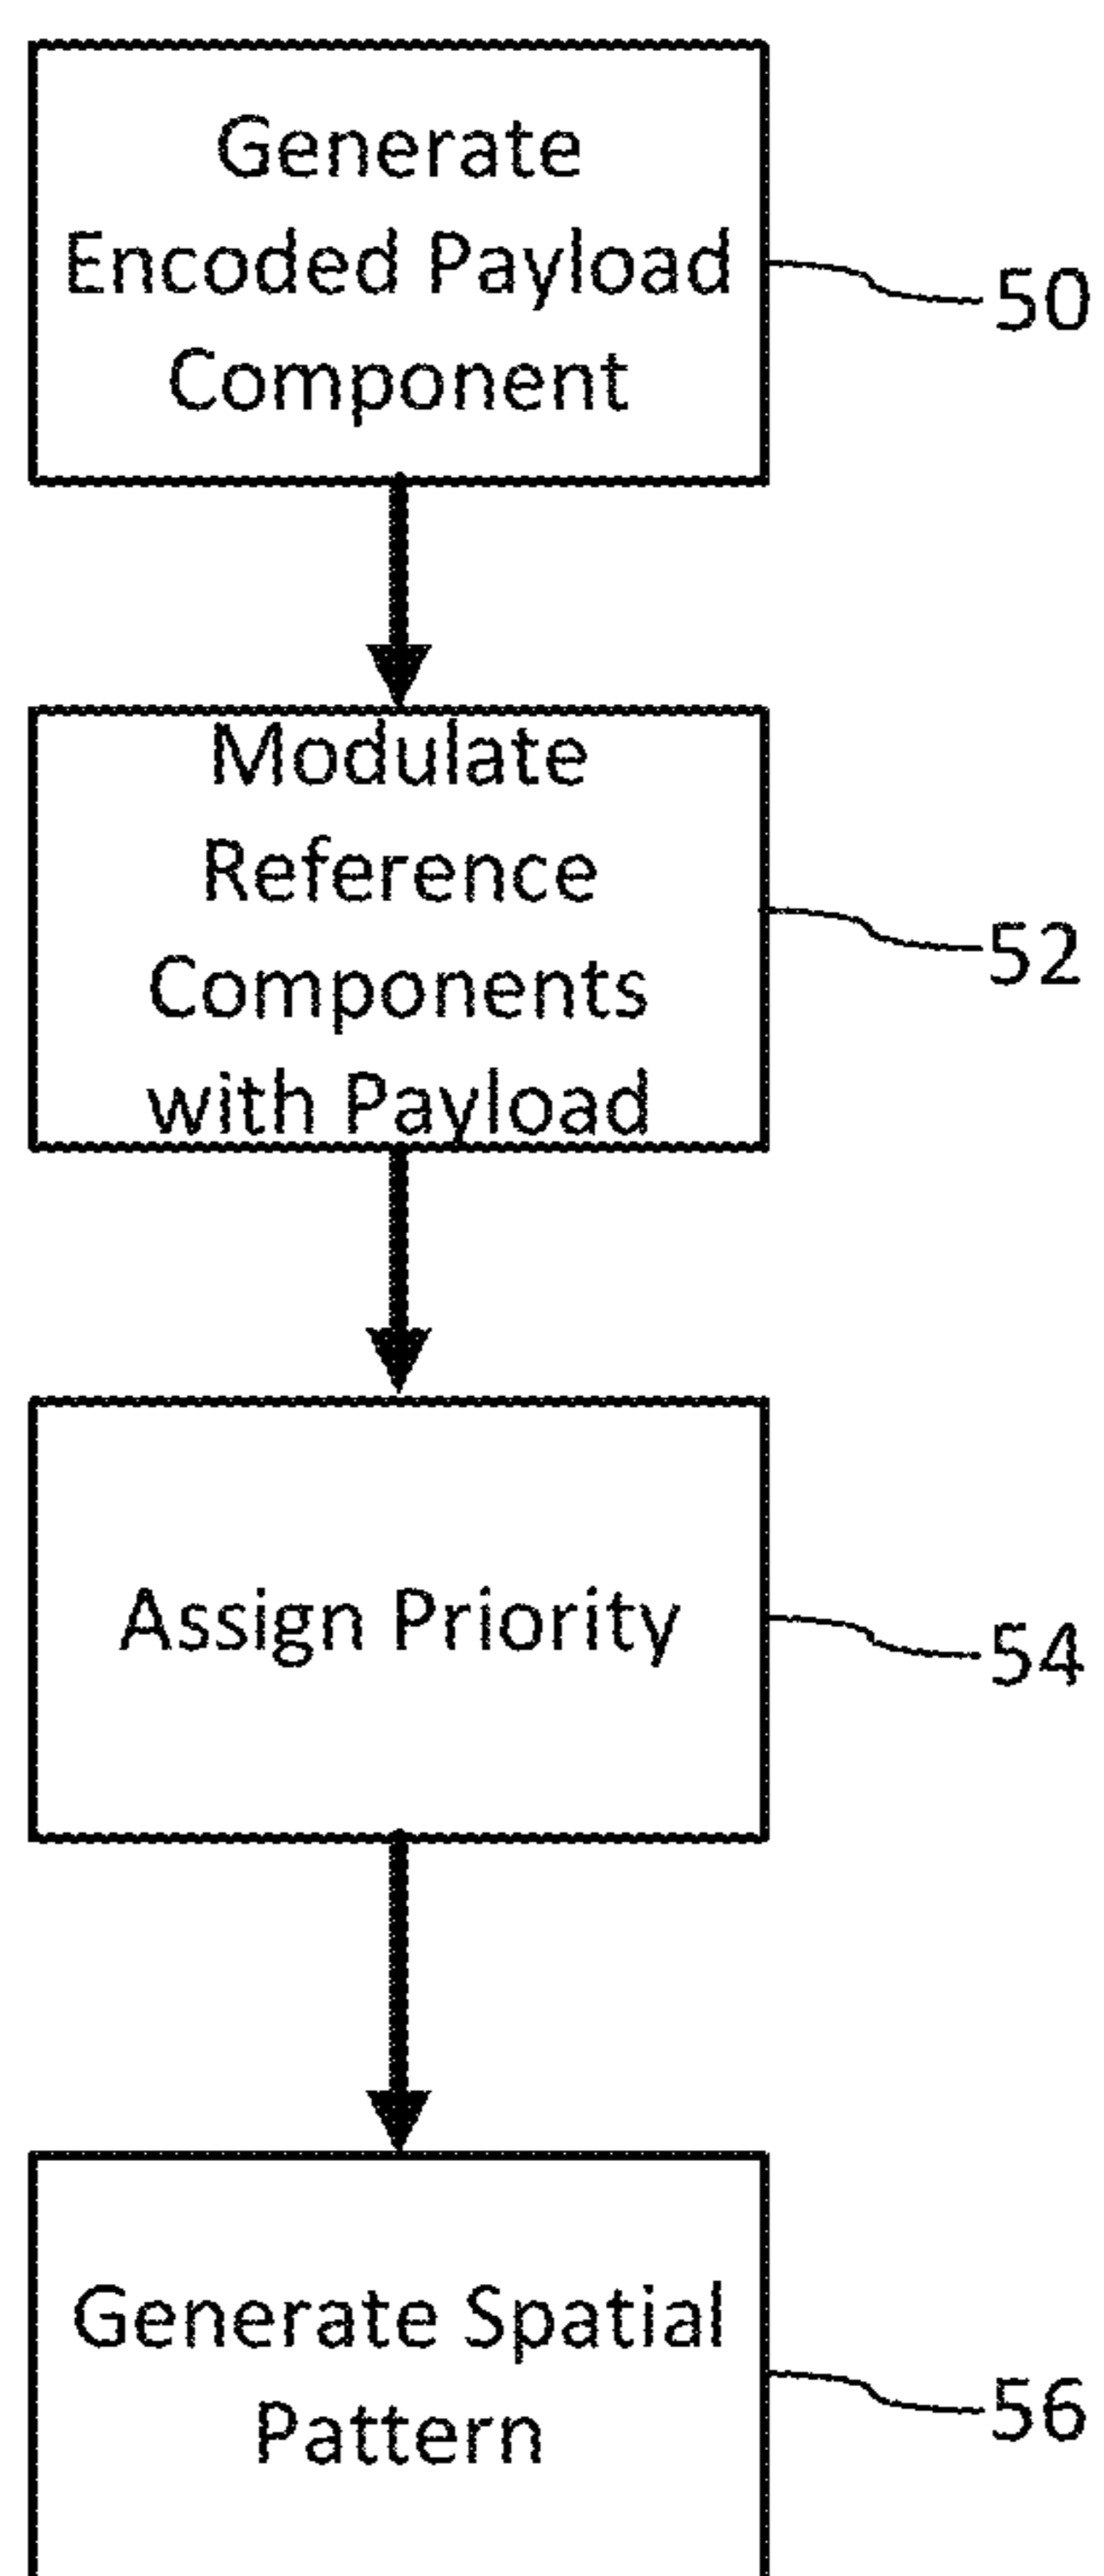 Generate
Encoded Payload
Component
50
Modulate
Reference
Components
with Payload
52
Assign Priority
54
Generate Spatial
Pattern
56